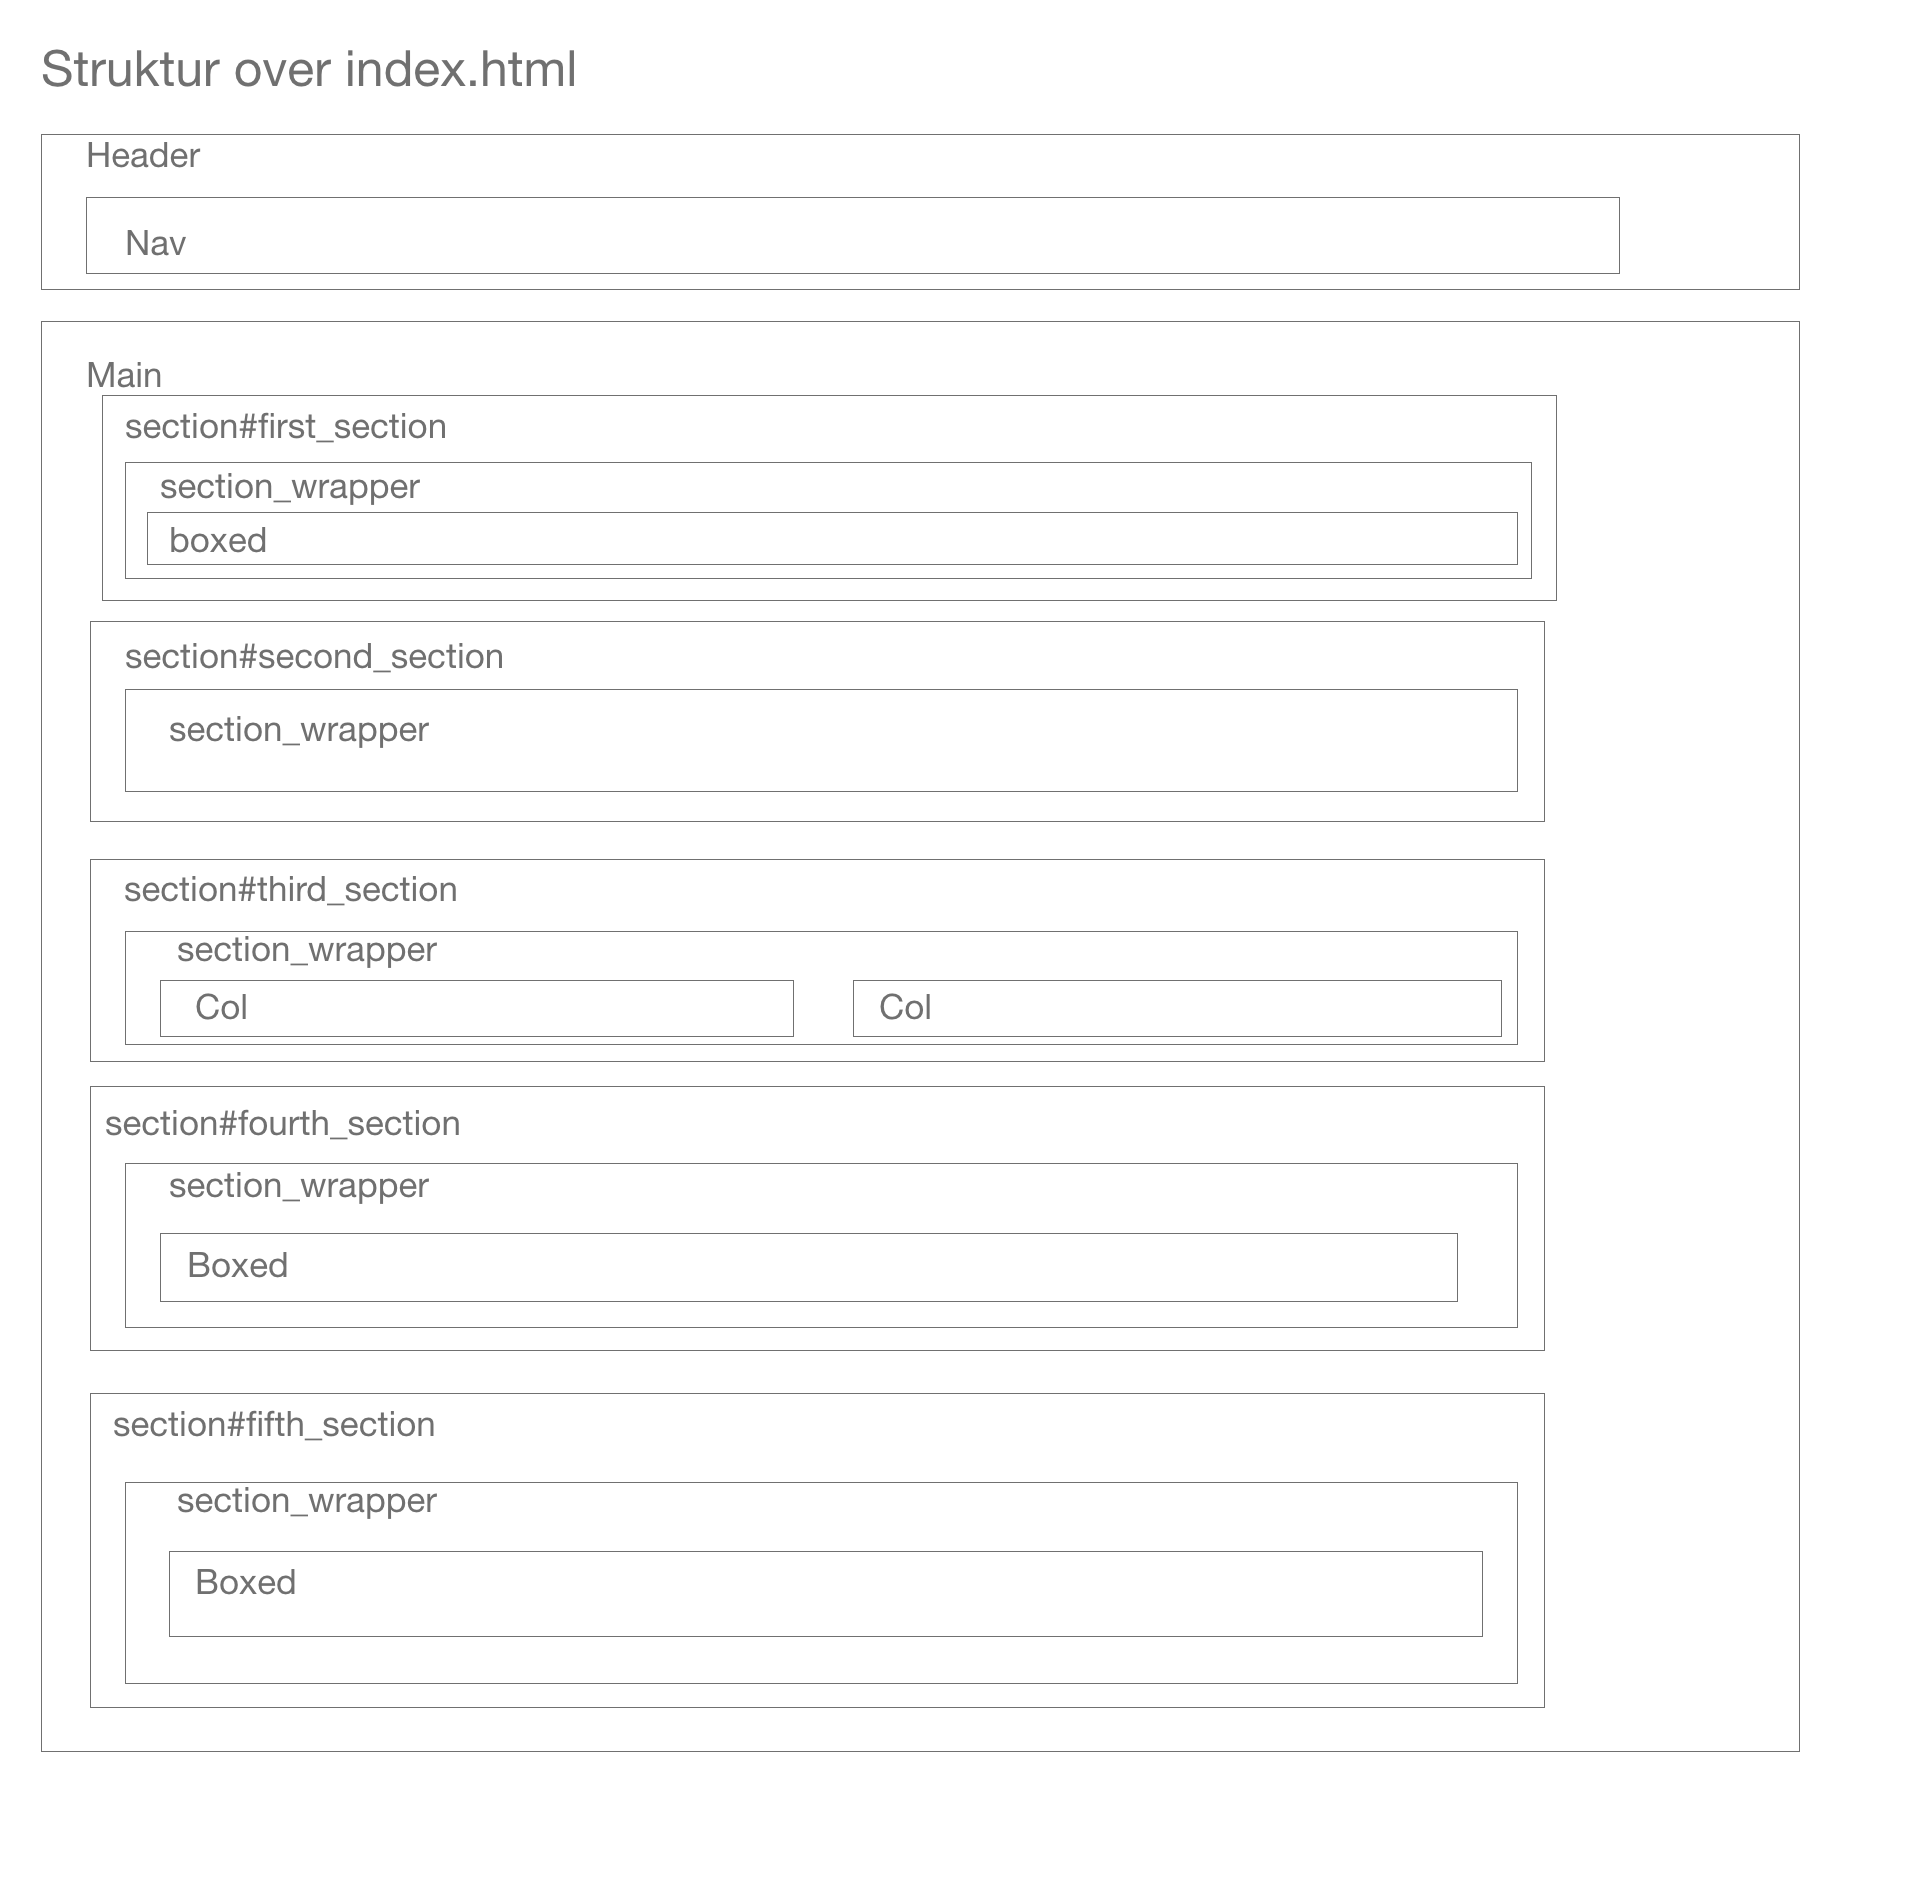 Struktur over index.html
Header
Nav
Main
section#first_section
section_wrapper
boxed
section#second_section
section_wrapper
section#third_section
section_wrapper
Col
Col
section#fourth_section
section_wrapper
Boxed
section#fifth_section
section_wrapper
Boxed